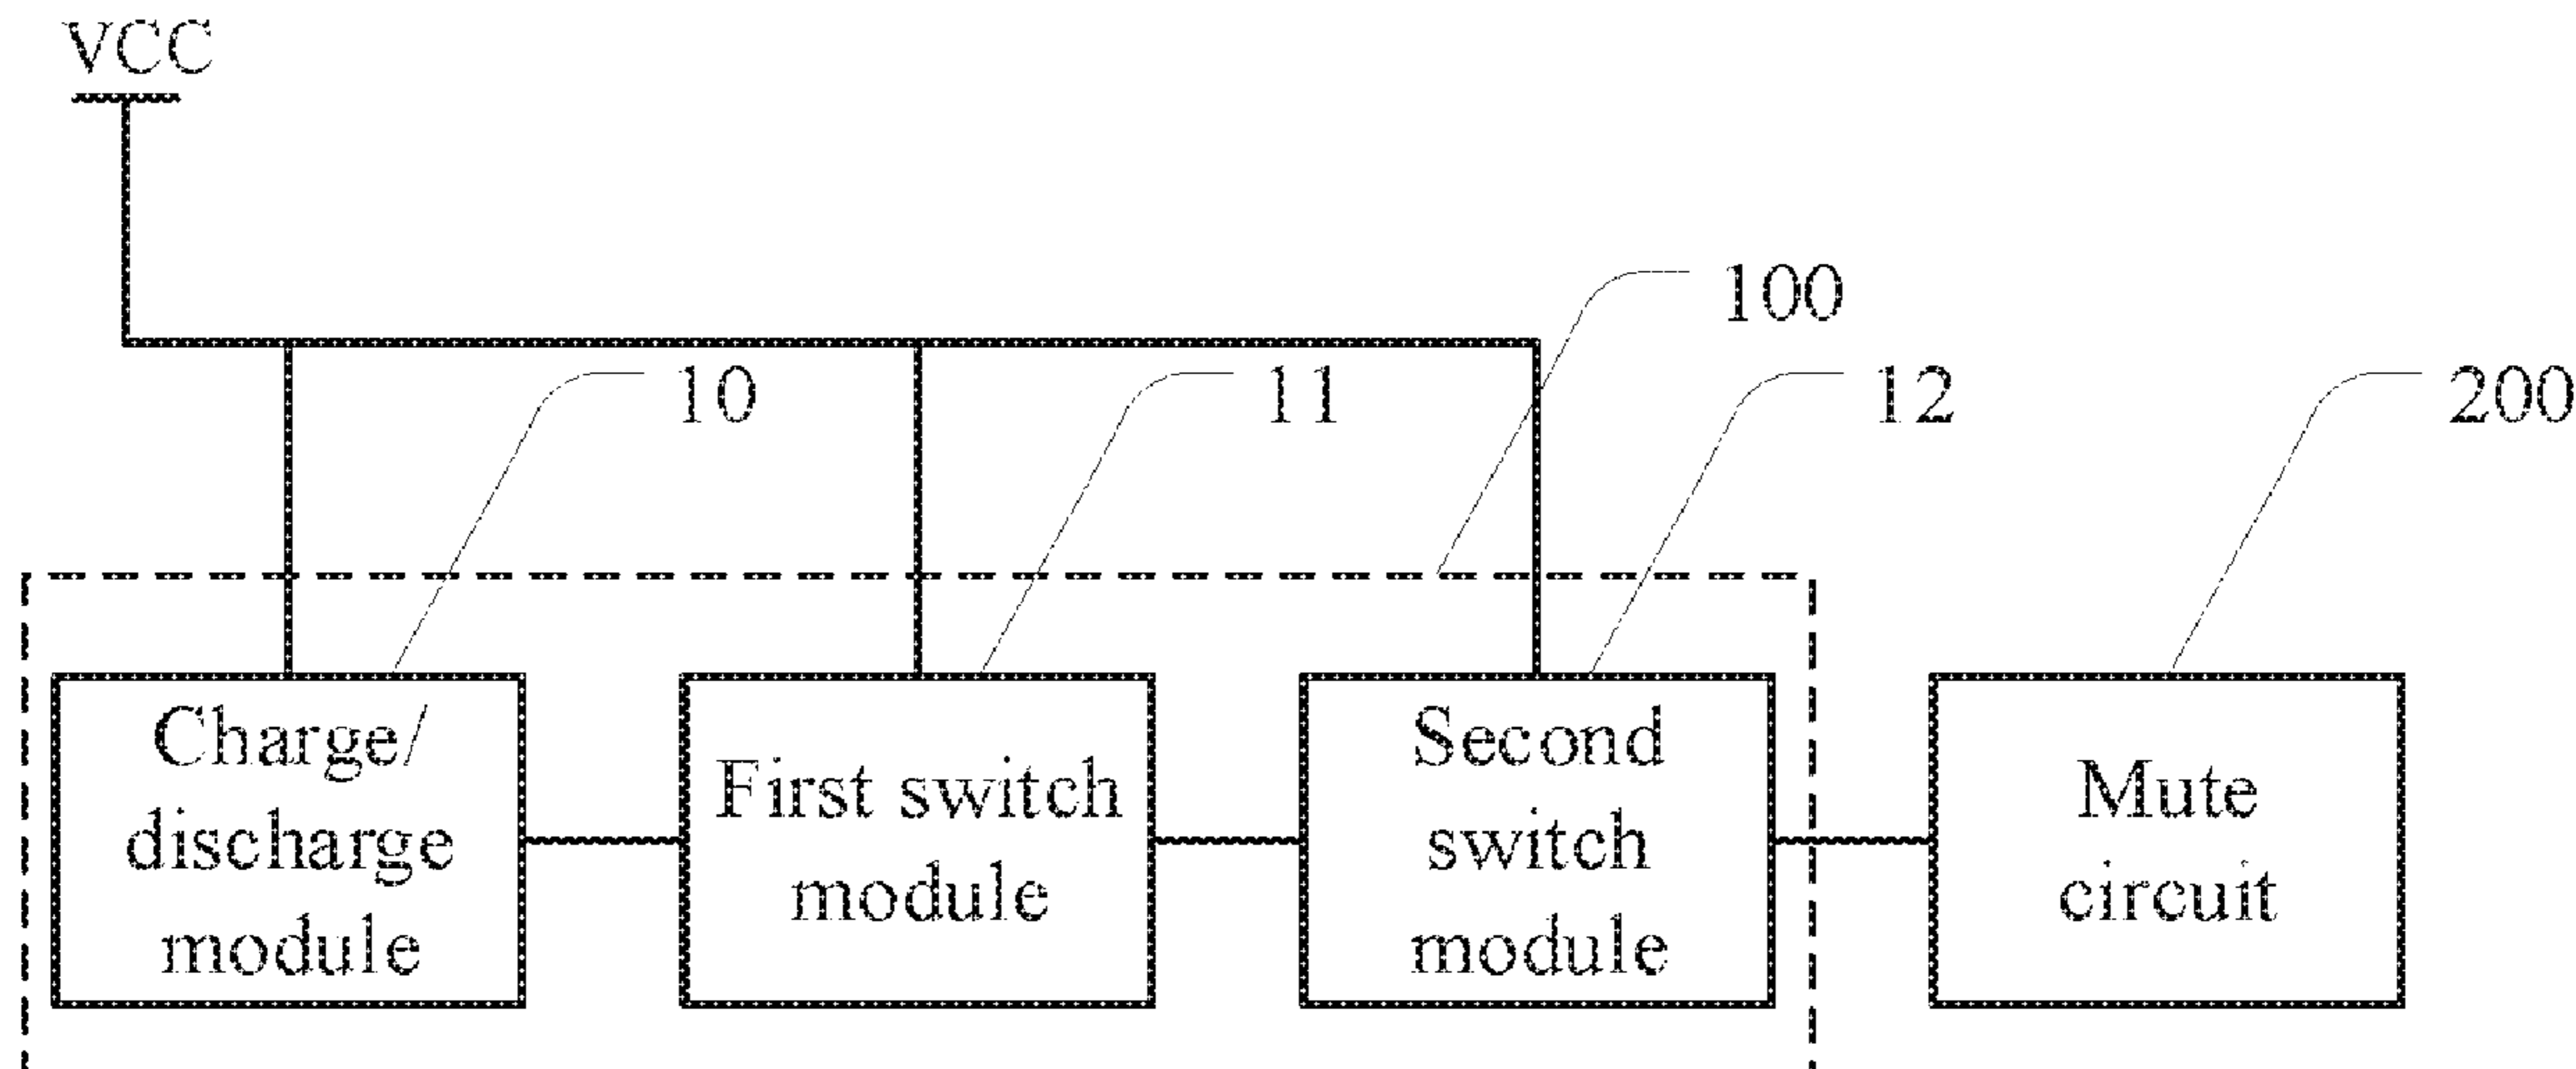 VCC
100
10
11
12
200
Charge/
discharge
module
First switch
module
Second
switch
module
Mute
circuit